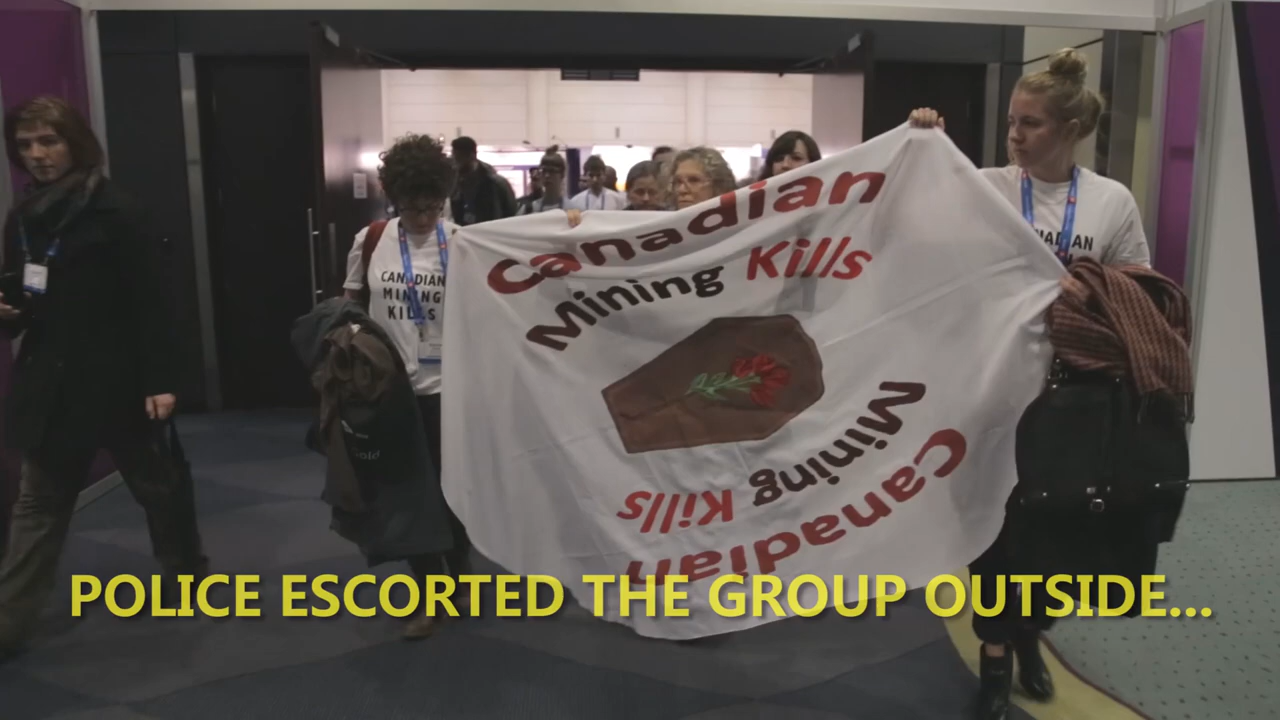 Canadian
Mining Kills
CANADIAN
MINING
KILLS
Mining
Canadian
Kills
Canadian
POLICE ESCORTED THE GROUP OUTSIDE...